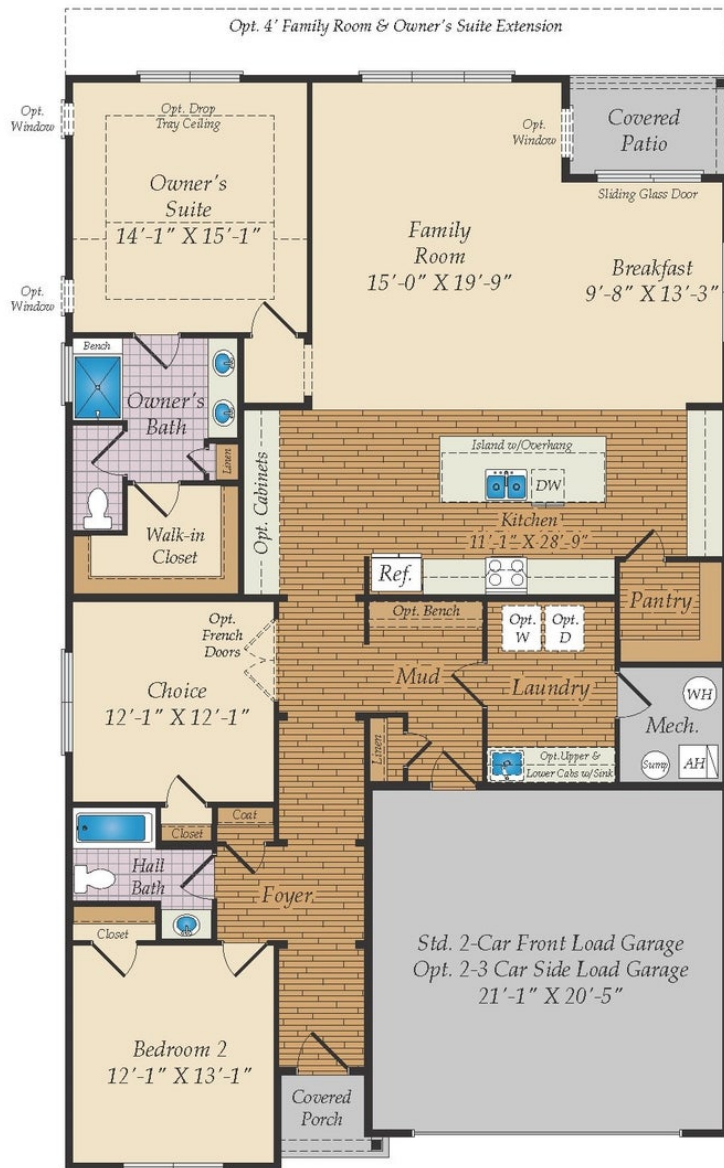 Opt. 4' Family Room & Owner's Suite Extension
Opt.
Window
Opt. Drop
Tray Ceiling
Owner's
Suite
14'-1" X 15'-1"
Opt.
Window
Opt.
Window
Covered
Patio
Sliding Glass Door
Family
Room
15'-0" X 19'-9"
Breakfast
9'-8" X 13'-3"
Bench
Owner's
Bath
Linen
Walk-in
Closet
Opt. Cabinets
Island w/Overhang
DW
Kitchen
11'-1" X 28'-9"
Ref.
Pantry
Opt.
French
Doors
Choice
12'-1" X 12'-1"
Opt. Bench
Mud
Opt.
W
Opt.
D
Laundry
WH
Mech.
Sump
AH
Linen
Opt.Upper &
Lower Cabs w/Sink
Closet
Coat
Hall
Bath
Foyer
Closet
Std. 2-Car Front Load Garage
Opt. 2-3 Car Side Load Garage
21'-1" X 20'-5"
Bedroom 2
12'-1" X 13'-1"
Covered
Porch